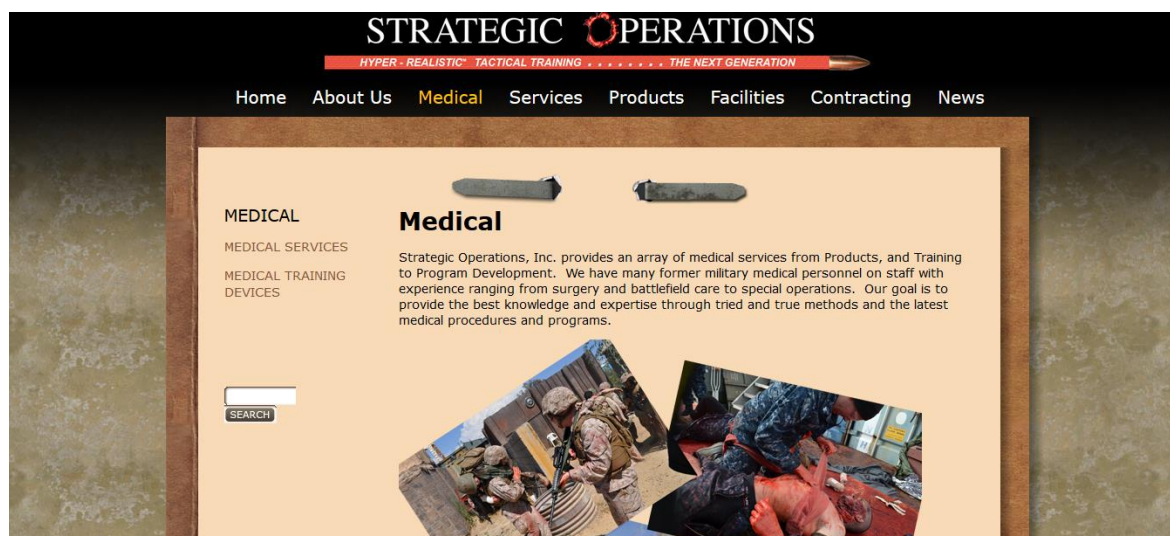 STRATEGIC OPERATIONS
HYPER - REALISTIC™ TACTICAL TRAINING . . . . . . . . THE NEXT GENERATION
Home About Us Medical Services Products Facilities Contracting News
MEDICAL
MEDICAL SERVICES
MEDICAL TRAINING
DEVICES
SEARCH
Medical
Strategic Operations, Inc. provides an array of medical services from Products, and Training
to Program Development. We have many former military medical personnel on staff with
experience ranging from surgery and battlefield care to special operations. Our goal is to
provide the best knowledge and expertise through tried and true methods and the latest
medical procedures and programs.